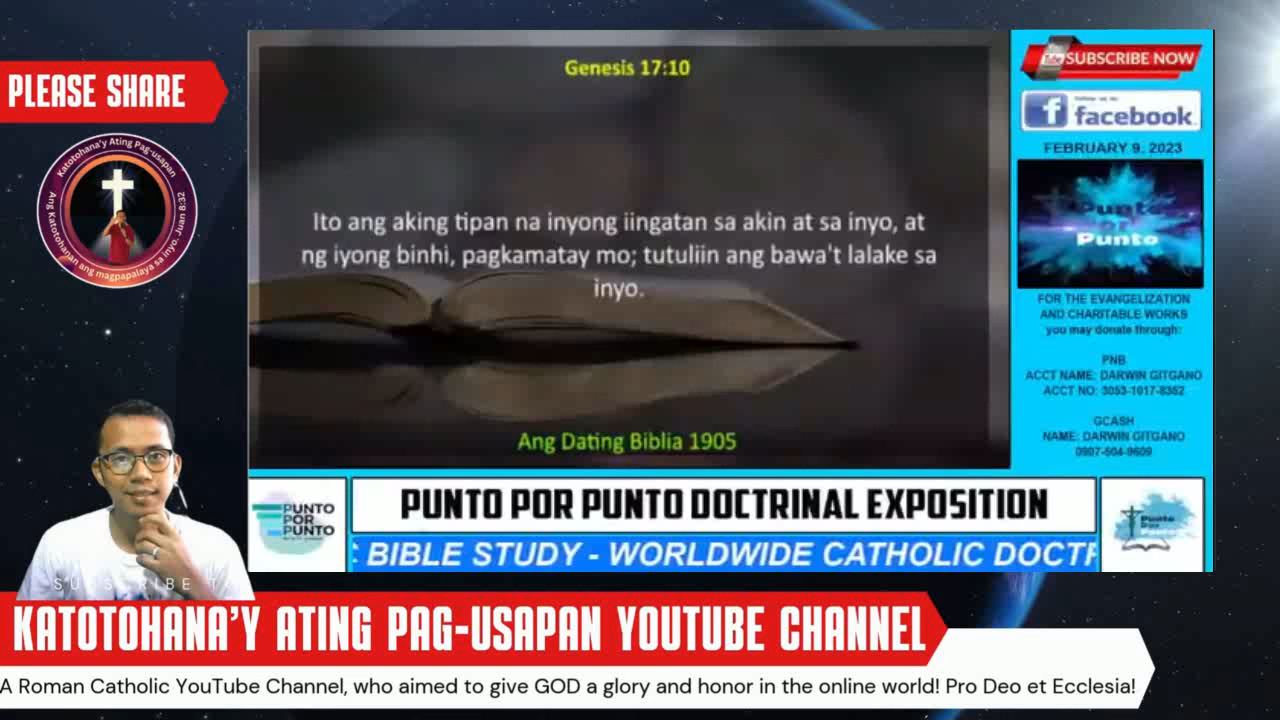 PLEASE SHARE
Katotohana'y Ating Pag-usapan
Ang Katotohanan ang magpapalaya sa inyo. Juan 8:32
Genesis 17:10
Ito ang aking tipan na inyong iingatan sa akin at sa inyo, at
ng iyong binhi, pagkamatay mo; tutuliin ang bawa't lalake sa
inyo.
Ang Dating Biblia 1905
SUBSCRIBE NOW
facebook
FEBRUARY 9, 2023
Punto
Punto
FOR THE EVANGELIZATION
AND CHARITABLE WORKS
you may donate through:
PNB
ACCT NAME: DARWIN GITGANO
ACCT NO: 3053-1017-8352
GCASH
NAME: DARWIN GITGANO
0907-504-9609
PUNTO
POR
PUNTO
PUNTO POR PUNTO DOCTRINAL EXPOSITION
BIBLE STUDY - WORLDWIDE CATHOLIC
Punto
Por
Punto
SUBSCRIBE
KATOTOHANA'Y ATING PAG-USAPAN YOUTUBE CHANNEL
A Roman Catholic YouTube Channel, who aimed to give GOD a glory and honor in the online world! Pro Deo et Ecclesia!